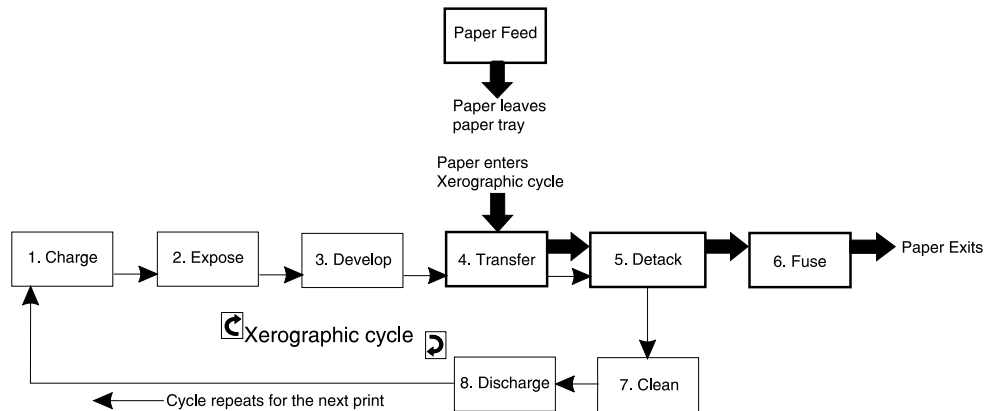 Paper Feed
Paper leaves
paper tray
Paper enters
Xerographic cycle
1. Charge
2. Expose
3. Develop
4. Transfer
5. Detack
6. Fuse
Paper Exits
Xerographic cycle
8. Discharge
7. Clean
Cycle repeats for the next print